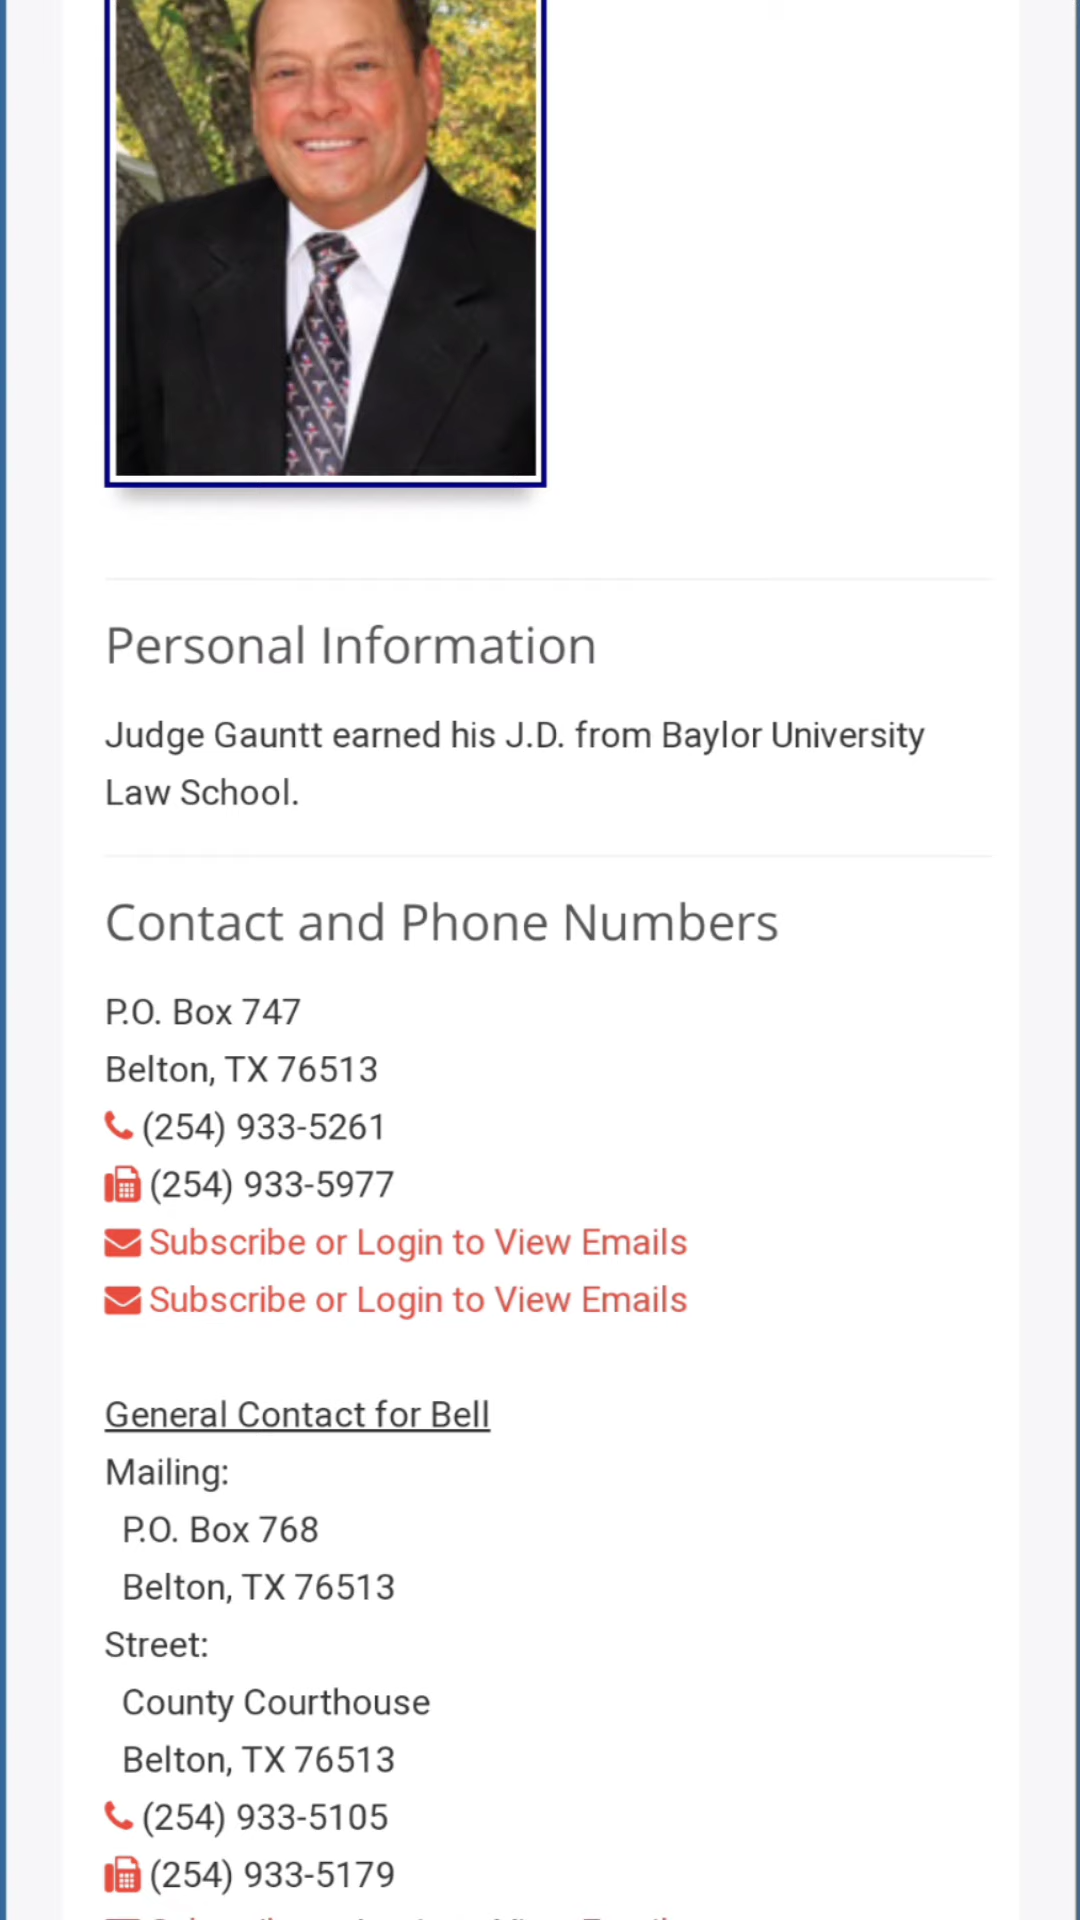 Personal Information
Judge Gauntt earned his J.D. from Baylor University
Law School.
Contact and Phone Numbers
P.O. Box 747
Belton, TX 76513
(254) 933-5261
(254) 933-5977
Subscribe or Login to View Emails
Subscribe or Login to View Emails
General Contact for Bell
Mailing:
P.O. Box 768
Belton, TX 76513
Street:
County Courthouse
Belton, TX 76513
(254) 933-5105
(254) 933-5179